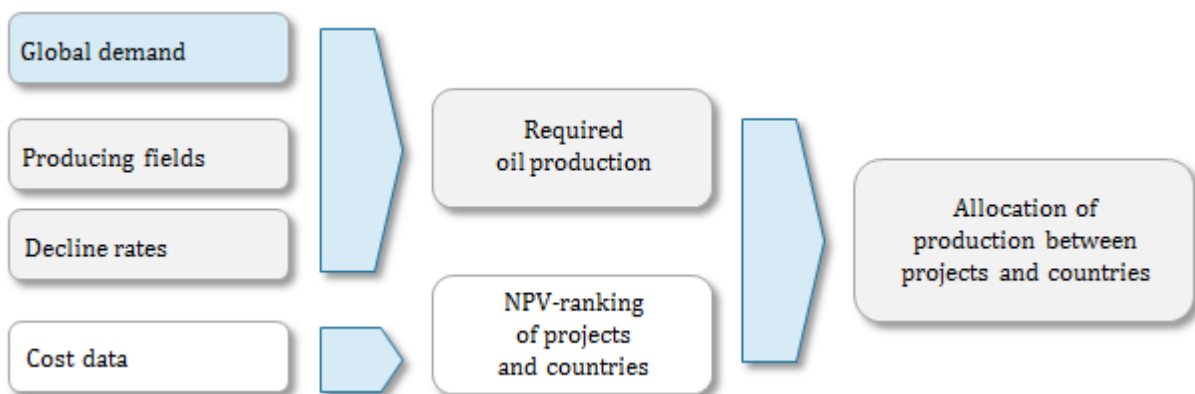 Global demand
Producing fields
Decline rates
Cost data
Required
oil production
NPV-ranking
of projects
and countries
Allocation of
production between
projects and countries